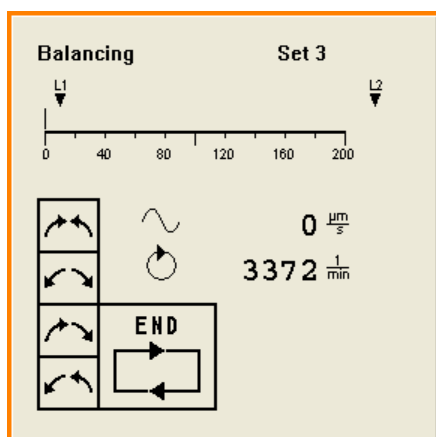 Balancing Set 3
L1 L2
0 40 80 120 160 200
0 µm/s
3372 1/min
END